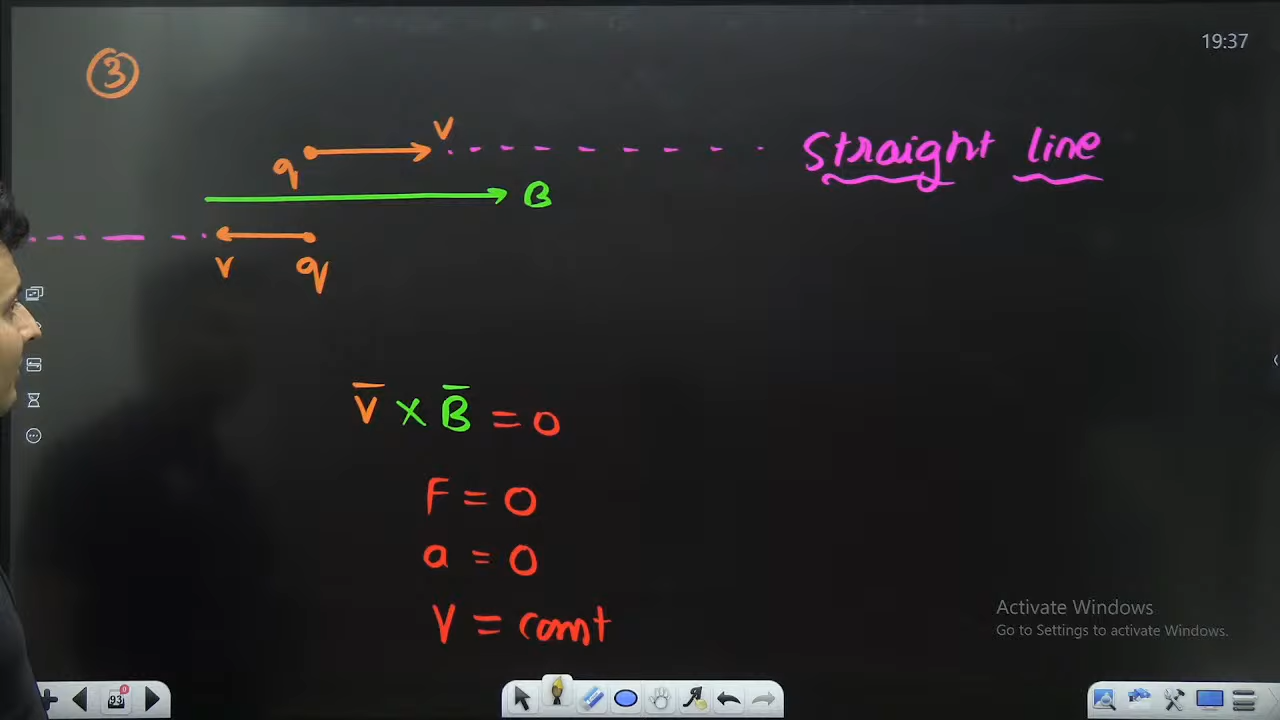 19:37
3
V
Straight line
q
B
V
q
V̅ × B̅ = 0
F = 0
a = 0
V = const
Activate Windows
Go to Settings to activate Windows.
93